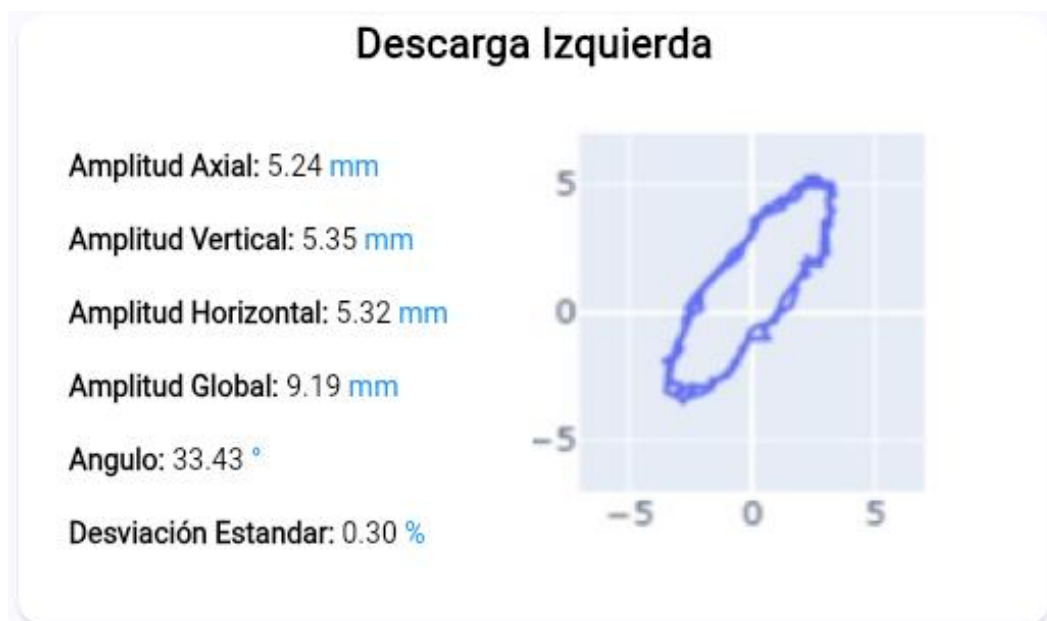 Descarga Izquierda
Amplitud Axial: 5.24 mm
Amplitud Vertical: 5.35 mm
Amplitud Horizontal: 5.32 mm
Amplitud Global: 9.19 mm
Angulo: 33.43 °
Desviación Estandar: 0.30 %
5
0
−5
−5 0 5